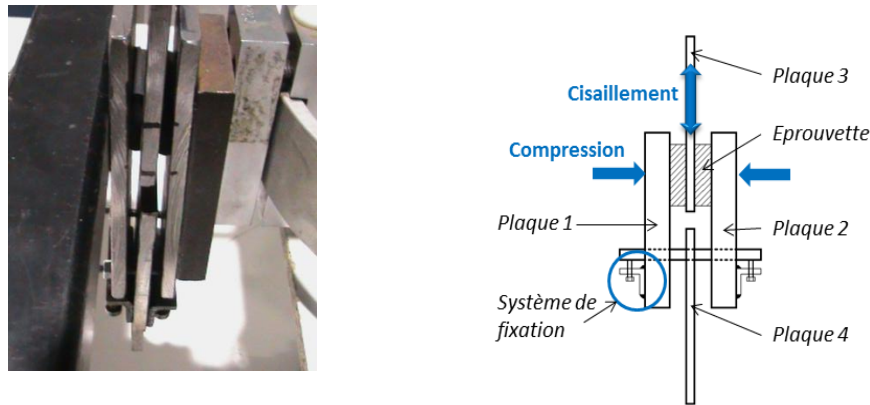 Plaque 3
Cisaillement
Eprouvette
Compression
Plaque 1
Plaque 2
Système de
fixation
Plaque 4